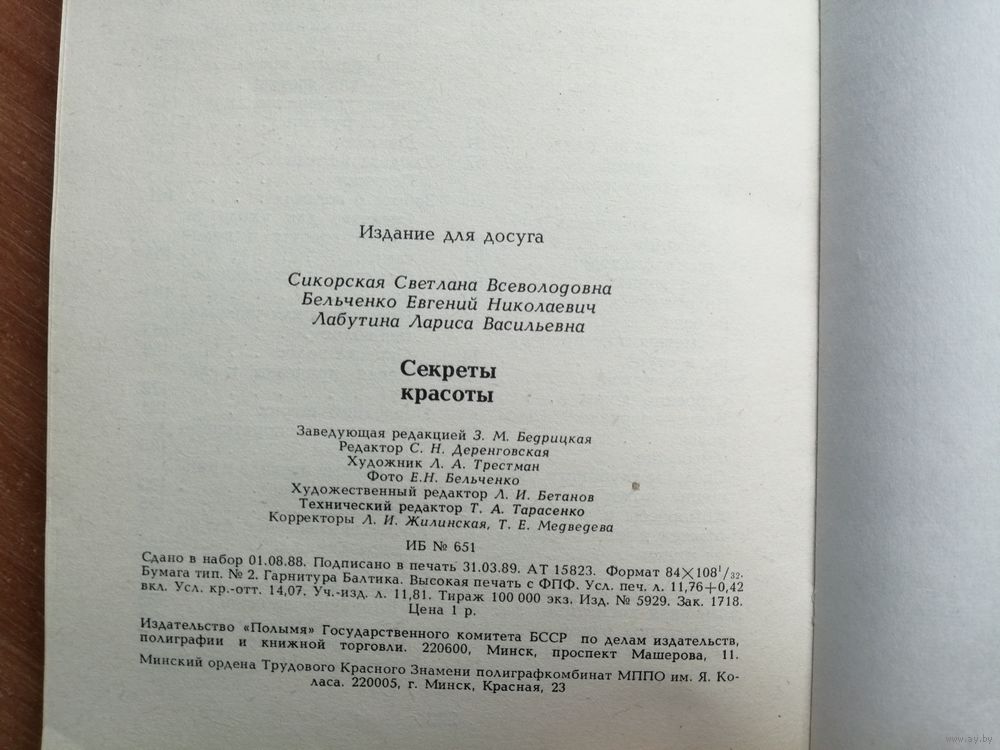 Издание для досуга
Сикорская Светлана Всеволодовна
Бельченко Евгений Николаевич
Лабутина Лариса Васильевна
Секреты
красоты
Заведующая редакцией З. М. Бедрицкая
Редактор С. Н. Деренговская
Художник Л. А. Трестман
Фото Е.Н. Бельченко
Художественный редактор Л. И. Бетанов
Технический редактор Т. А. Тарасенко
Корректоры Л. И. Жилинская, Т. Е. Медведева
ИБ № 651
Сдано в набор 01.08.88. Подписано в печать 31.03.89. АТ 15823. Формат 84×108¹/₃₂.
Бумага тип. № 2. Гарнитура Балтика. Высокая печать с ФПФ. Усл. печ. л. 11,76+0,42
вкл. Усл. кр.-отт. 14,07. Уч.-изд. л. 11,81. Тираж 100 000 экз. Изд. № 5929. Зак. 1718.
Цена 1 р.
Издательство «Полымя» Государственного комитета БССР по делам издательств,
полиграфии и книжной торговли. 220600, Минск, проспект Машерова, 11.
Минский ордена Трудового Красного Знамени полиграфкомбинат МППО им. Я. Ко-
ласа. 220005, г. Минск, Красная, 23
www.ay.by